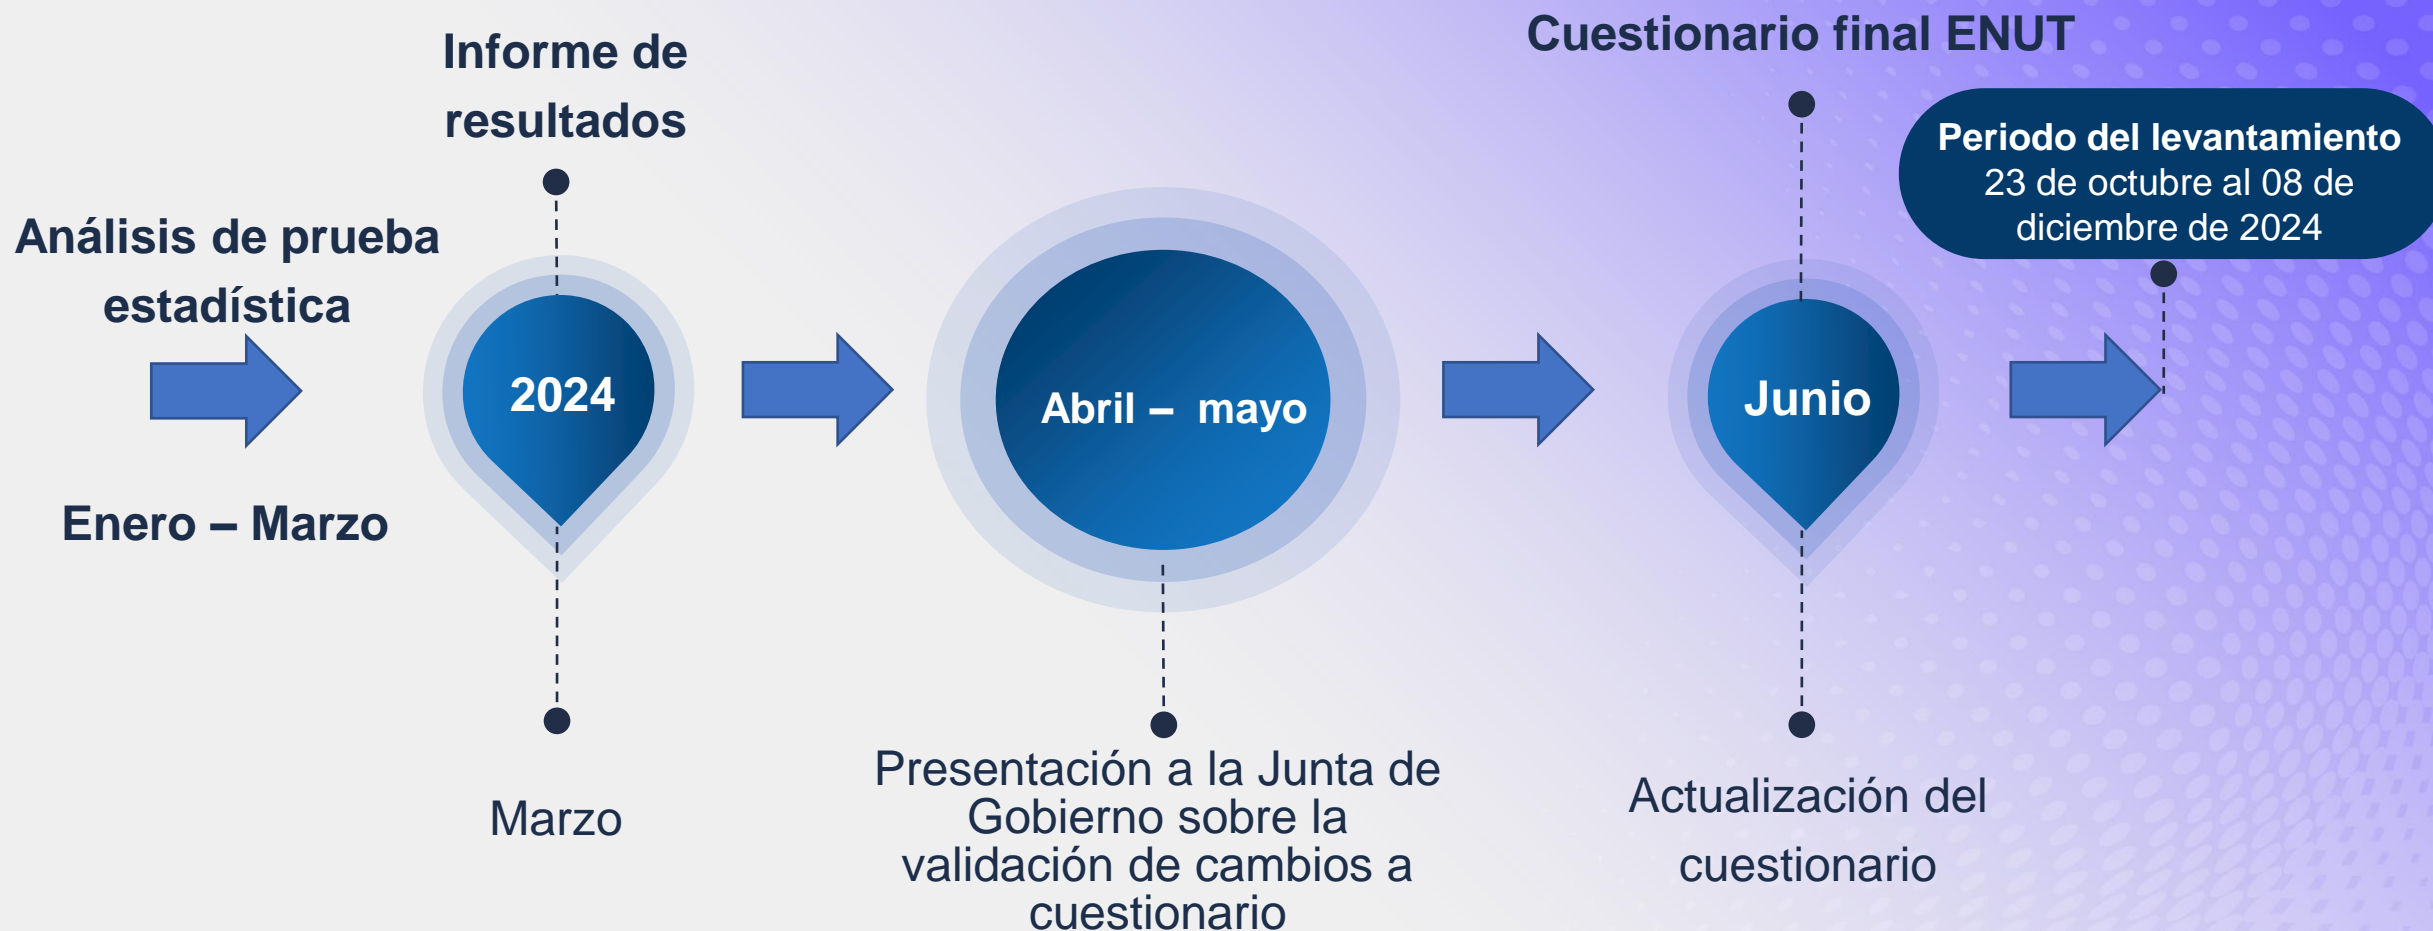 Análisis de prueba
estadística
Enero – Marzo
Informe de
resultados
2024
Marzo
Abril – mayo
Presentación a la Junta de
Gobierno sobre la
validación de cambios a
cuestionario
Cuestionario final ENUT
Junio
Actualización del
cuestionario
Periodo del levantamiento
23 de octubre al 08 de
diciembre de 2024